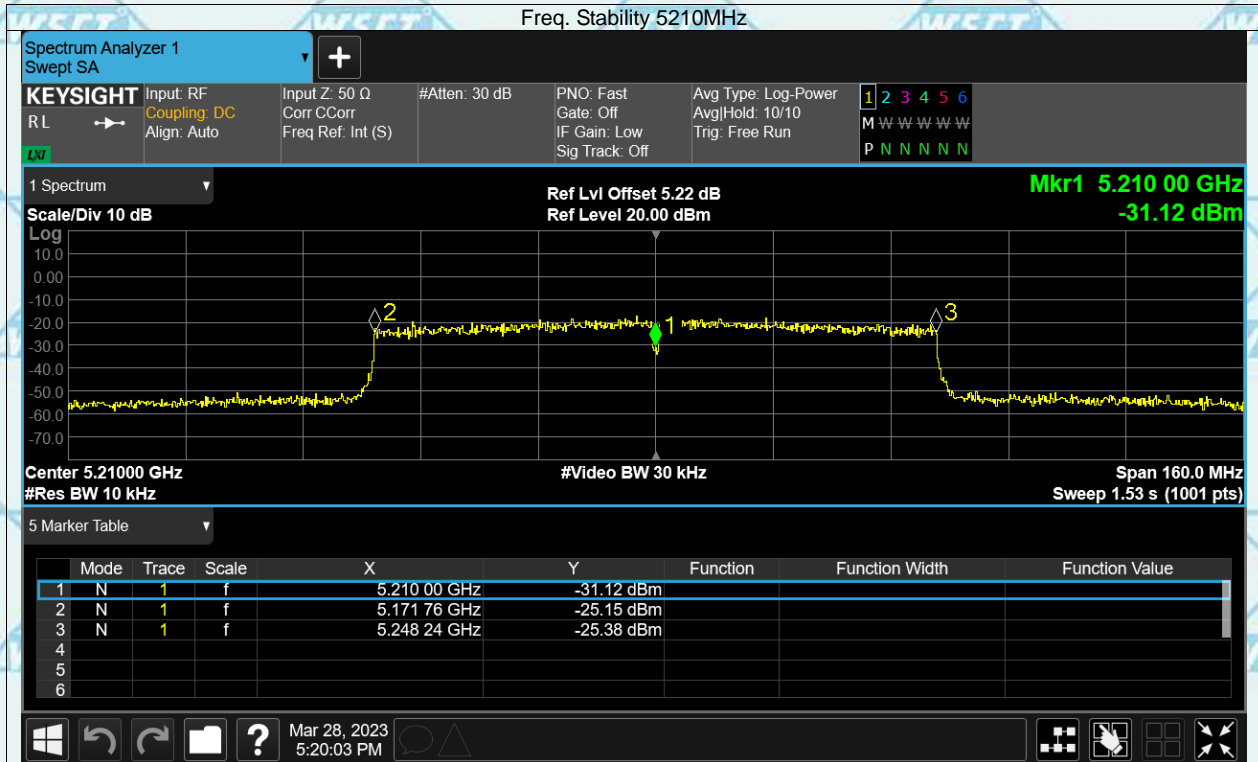 Freq. Stability 5210MHz
Spectrum Analyzer 1
Swept SA
KEYSIGHT
R L
LXI
Input: RF
Coupling: DC
Align: Auto
Input Z: 50 Ω
Corr CCorr
Freq Ref: Int (S)
#Atten: 30 dB
PNO: Fast
Gate: Off
IF Gain: Low
Sig Track: Off
Avg Type: Log-Power
Avg|Hold: 10/10
Trig: Free Run
1 2 3 4 5 6
M W W W W W
P N N N N N
1 Spectrum
Scale/Div 10 dB
Ref Lvl Offset 5.22 dB
Ref Level 20.00 dBm
Mkr1 5.210 00 GHz
-31.12 dBm
Log
10.0
0.00
-10.0
-20.0
-30.0
-40.0
-50.0
-60.0
-70.0
2
1
3
Center 5.21000 GHz
#Video BW 30 kHz
Span 160.0 MHz
#Res BW 10 kHz
Sweep 1.53 s (1001 pts)
5 Marker Table
Mode Trace Scale X Y Function Function Width Function Value
1 N 1 f 5.210 00 GHz -31.12 dBm
2 N 1 f 5.171 76 GHz -25.15 dBm
3 N 1 f 5.248 24 GHz -25.38 dBm
4
5
6
?
Mar 28, 2023
5:20:03 PM